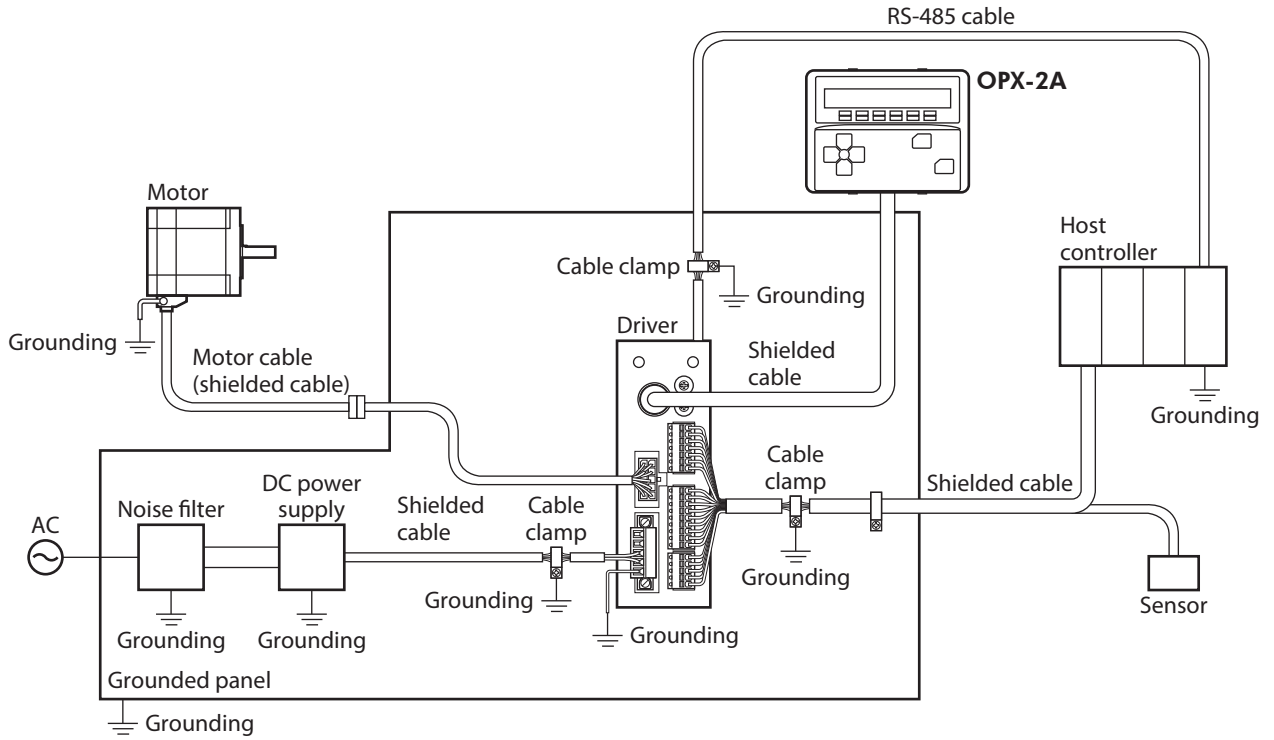 RS-485 cable
OPX-2A
Motor
Host
controller
Cable clamp
Grounding
Driver
Grounding
Motor cable
(shielded cable)
Shielded
cable
Grounding
Cable
clamp
Shielded cable
AC
Noise filter
DC power
supply
Shielded
cable
Cable
clamp
Grounding
Grounding
Sensor
Grounding
Grounding
Grounding
Grounded panel
Grounding